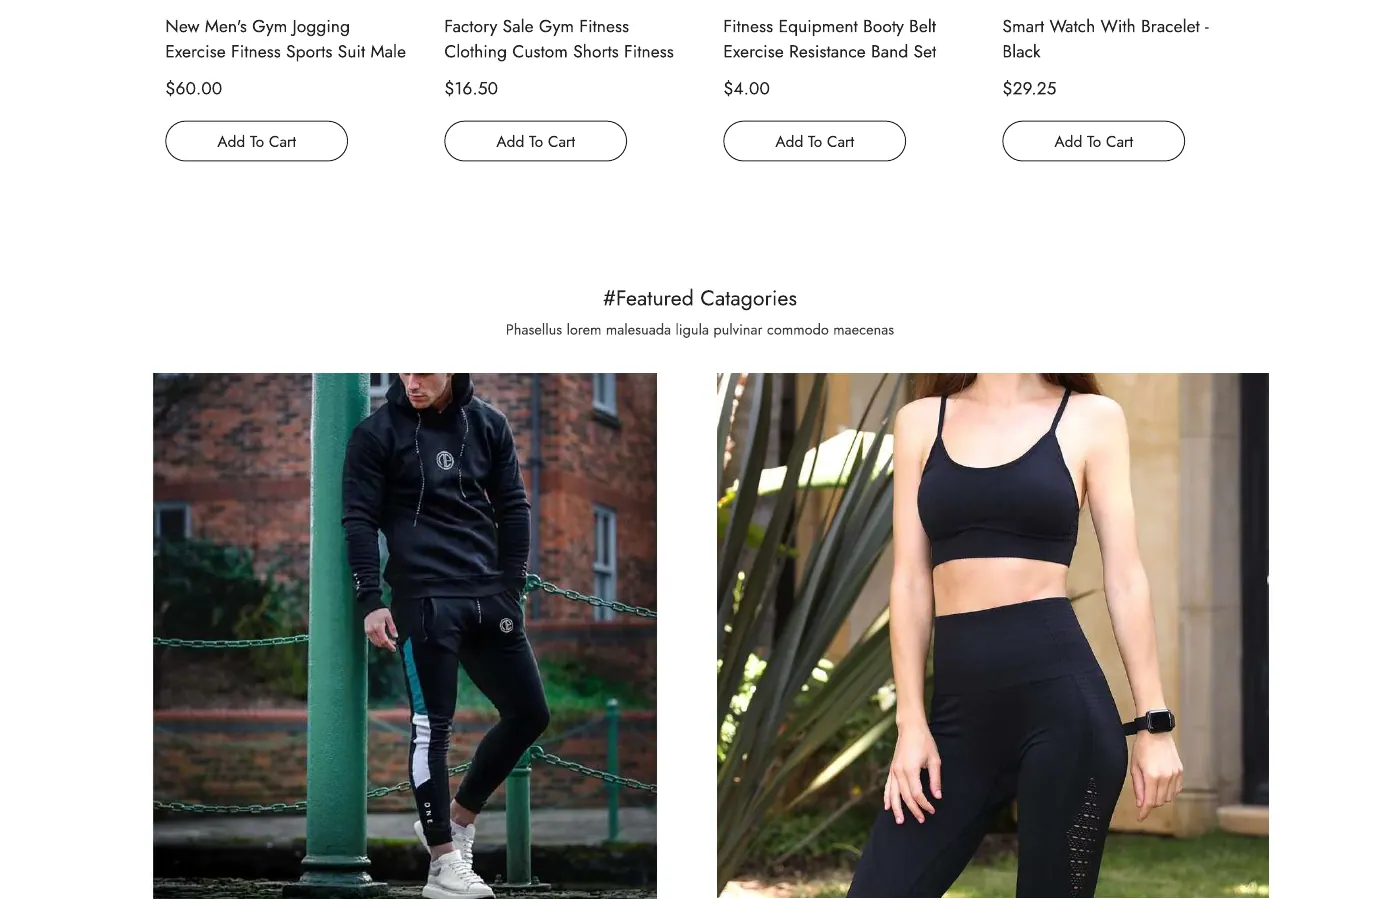 New Men's Gym Jogging
Exercise Fitness Sports Suit Male
$60.00
Add To Cart
Factory Sale Gym Fitness
Clothing Custom Shorts Fitness
$16.50
Add To Cart
Fitness Equipment Booty Belt
Exercise Resistance Band Set
$4.00
Add To Cart
Smart Watch With Bracelet -
Black
$29.25
Add To Cart
#Featured Catagories
Phasellus lorem malesuada ligula pulvinar commodo maecenas
ONE